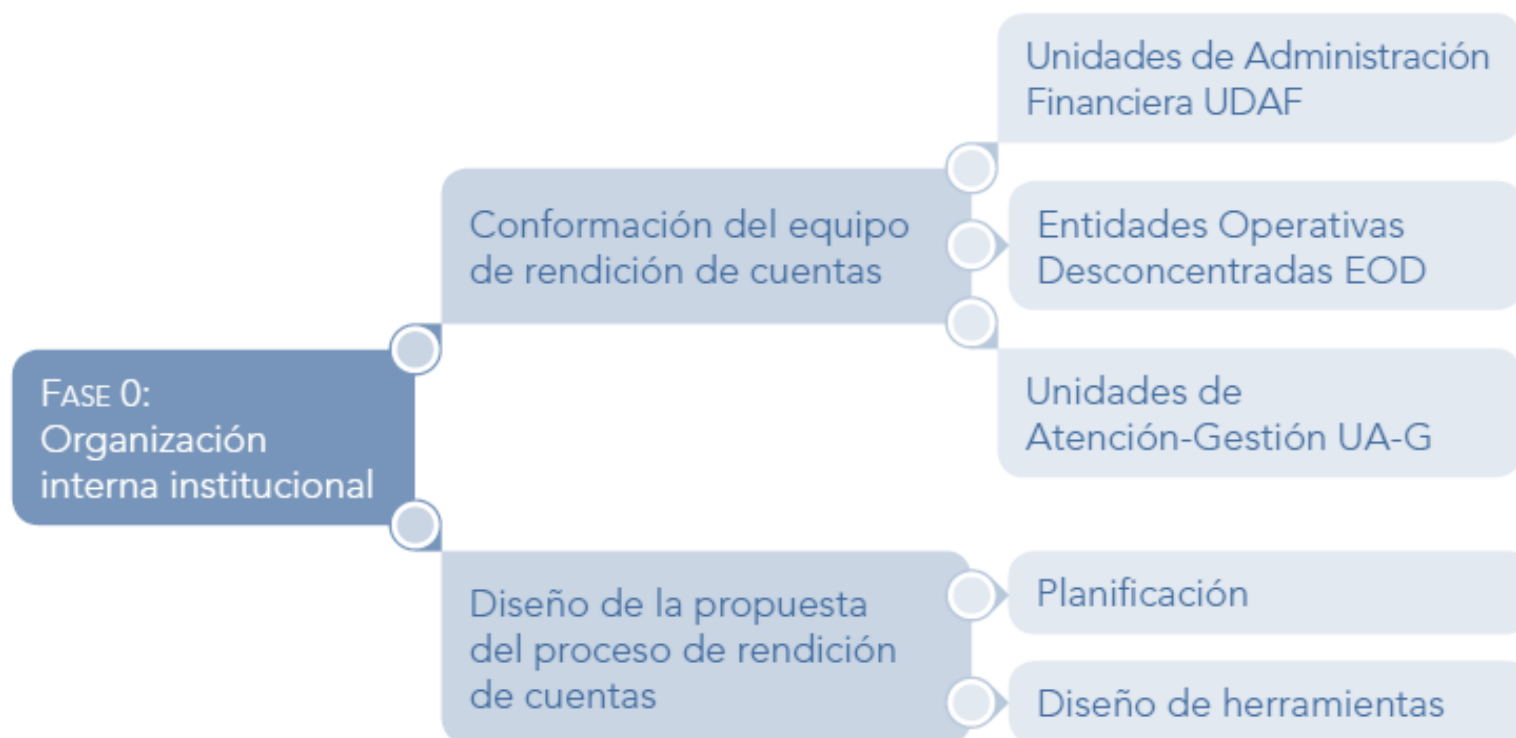 FASE 0:
Organización
interna institucional
Conformación del equipo
de rendición de cuentas
Unidades de Administración
Financiera UDAF
Entidades Operativas
Desconcentradas EOD
Unidades de
Atención-Gestión UA-G
Diseño de la propuesta
del proceso de rendición
de cuentas
Planificación
Diseño de herramientas